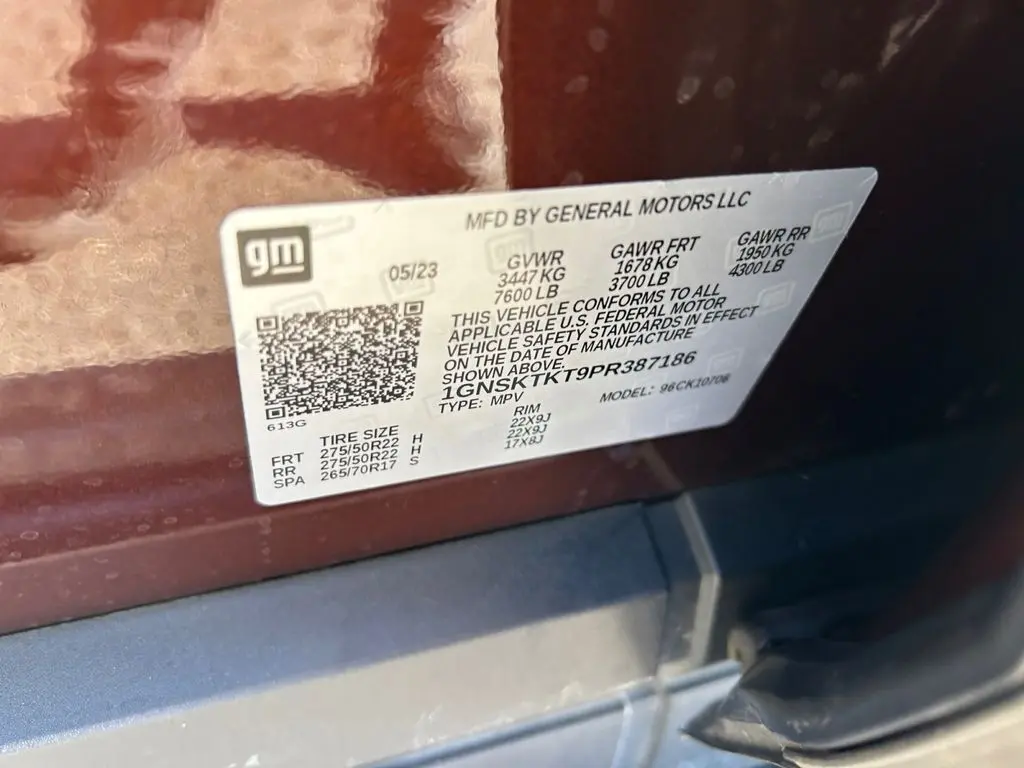 gm
MFD BY GENERAL MOTORS LLC
05/23
GVWR
3447 KG
7600 LB
GAWR FRT
1678 KG
3700 LB
GAWR RR
1950 KG
4300 LB
THIS VEHICLE CONFORMS TO ALL
APPLICABLE U.S. FEDERAL MOTOR
VEHICLE SAFETY STANDARDS IN EFFECT
ON THE DATE OF MANUFACTURE
SHOWN ABOVE.
1GNSKTKT9PR387186
TYPE: MPV
MODEL: 96CK10706
613G
TIRE SIZE
RIM
FRT 275/50R22 H 22X9J
RR 275/50R22 H 22X9J
SPA 265/70R17 S 17X8J